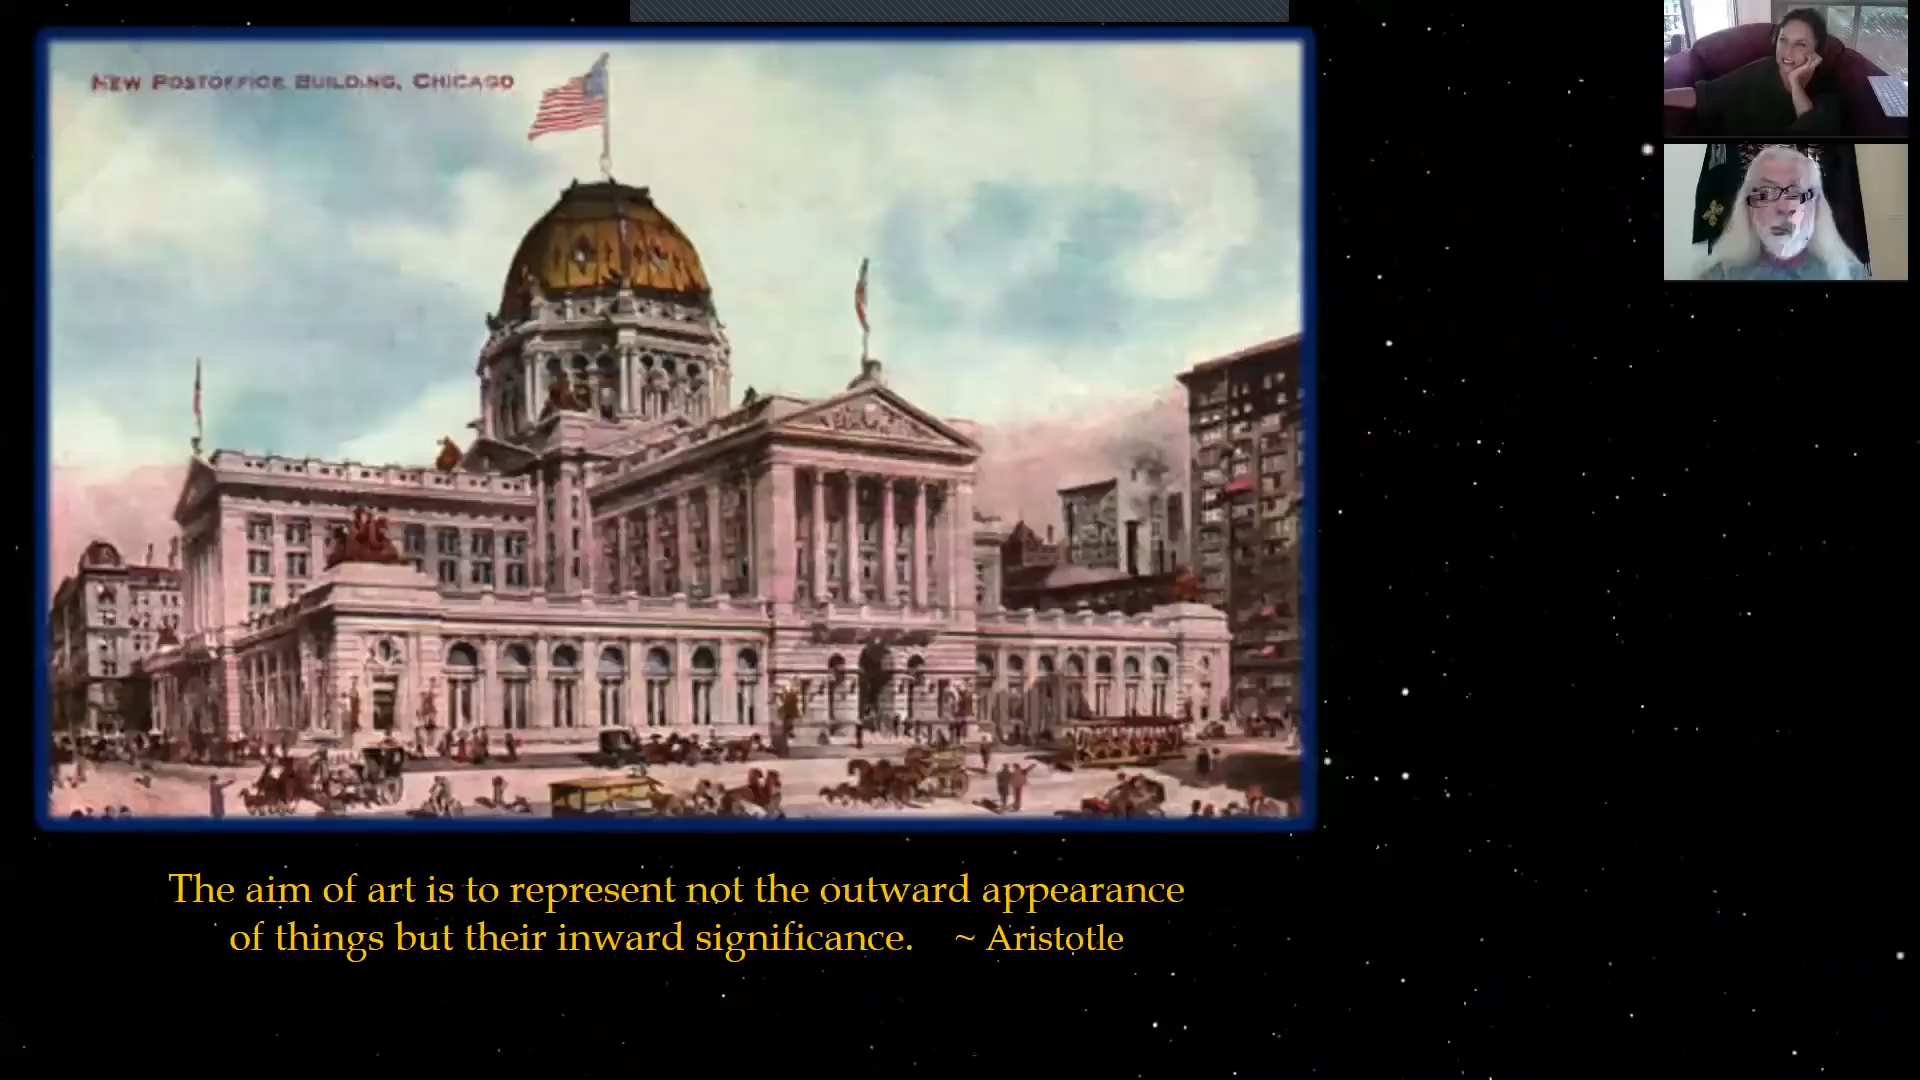 NEW POSTOFFICE BUILDING, CHICAGO
The aim of art is to represent not the outward appearance
of things but their inward significance. ~ Aristotle